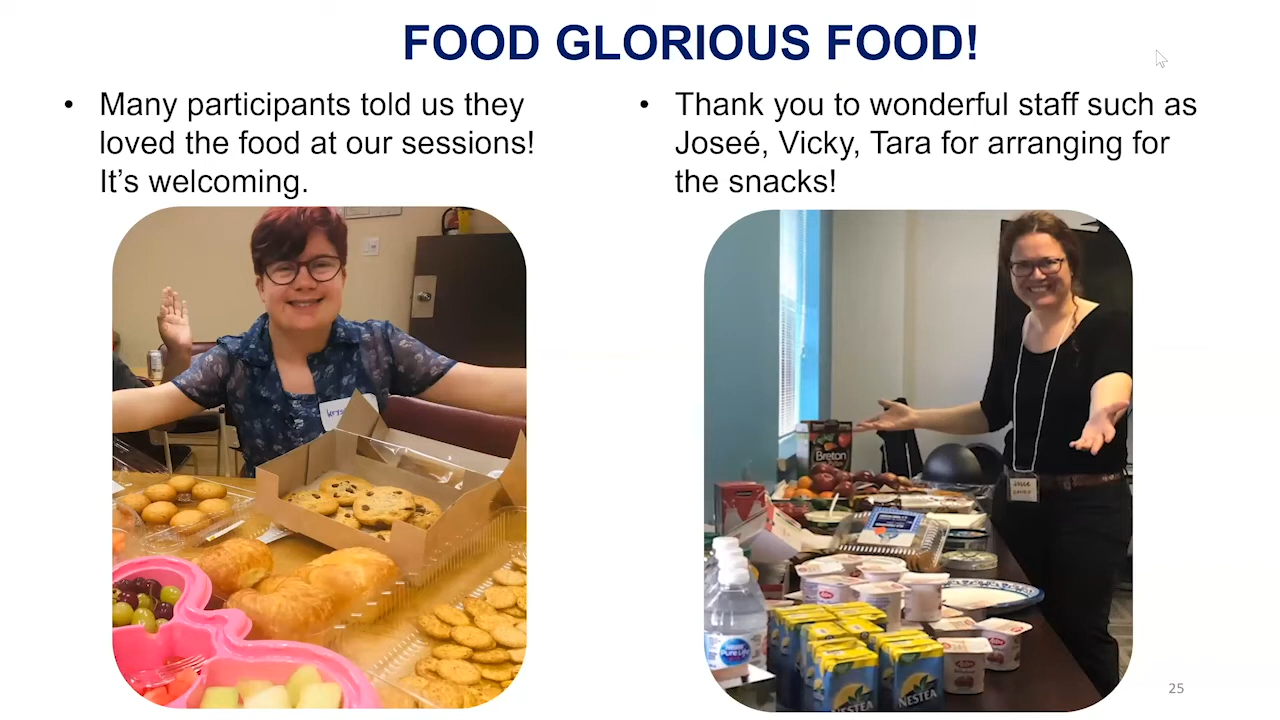 FOOD GLORIOUS FOOD!
• Many participants told us they
loved the food at our sessions!
It’s welcoming.
• Thank you to wonderful staff such as
Joseé, Vicky, Tara for arranging for
the snacks!
Breton
PURE LIFE
NESTEA
NESTEA
25